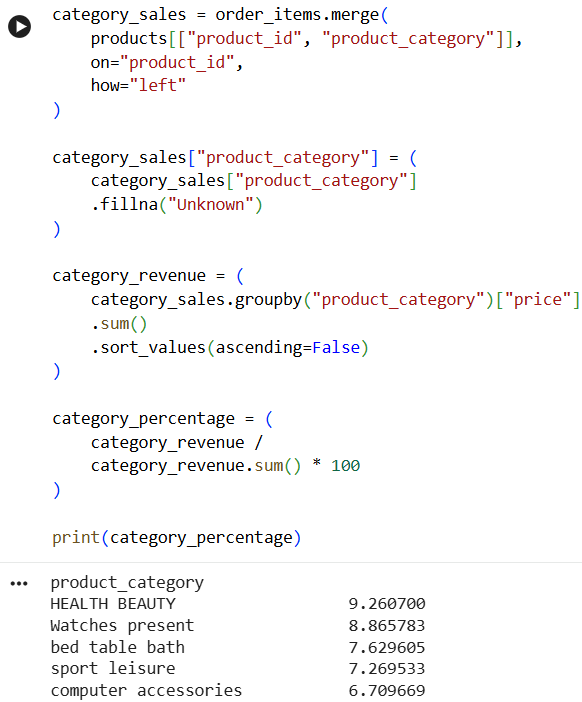 category_sales = order_items.merge(
    products[["product_id", "product_category"]],
    on="product_id",
    how="left"
)

category_sales["product_category"] = (
    category_sales["product_category"]
    .fillna("Unknown")
)

category_revenue = (
    category_sales.groupby("product_category")["price"]
    .sum()
    .sort_values(ascending=False)
)

category_percentage = (
    category_revenue /
    category_revenue.sum() * 100
)

print(category_percentage)
product_category
HEALTH BEAUTY                 9.260700
Watches present               8.865783
bed table bath                7.629605
sport leisure                 7.269533
computer accessories          6.709669